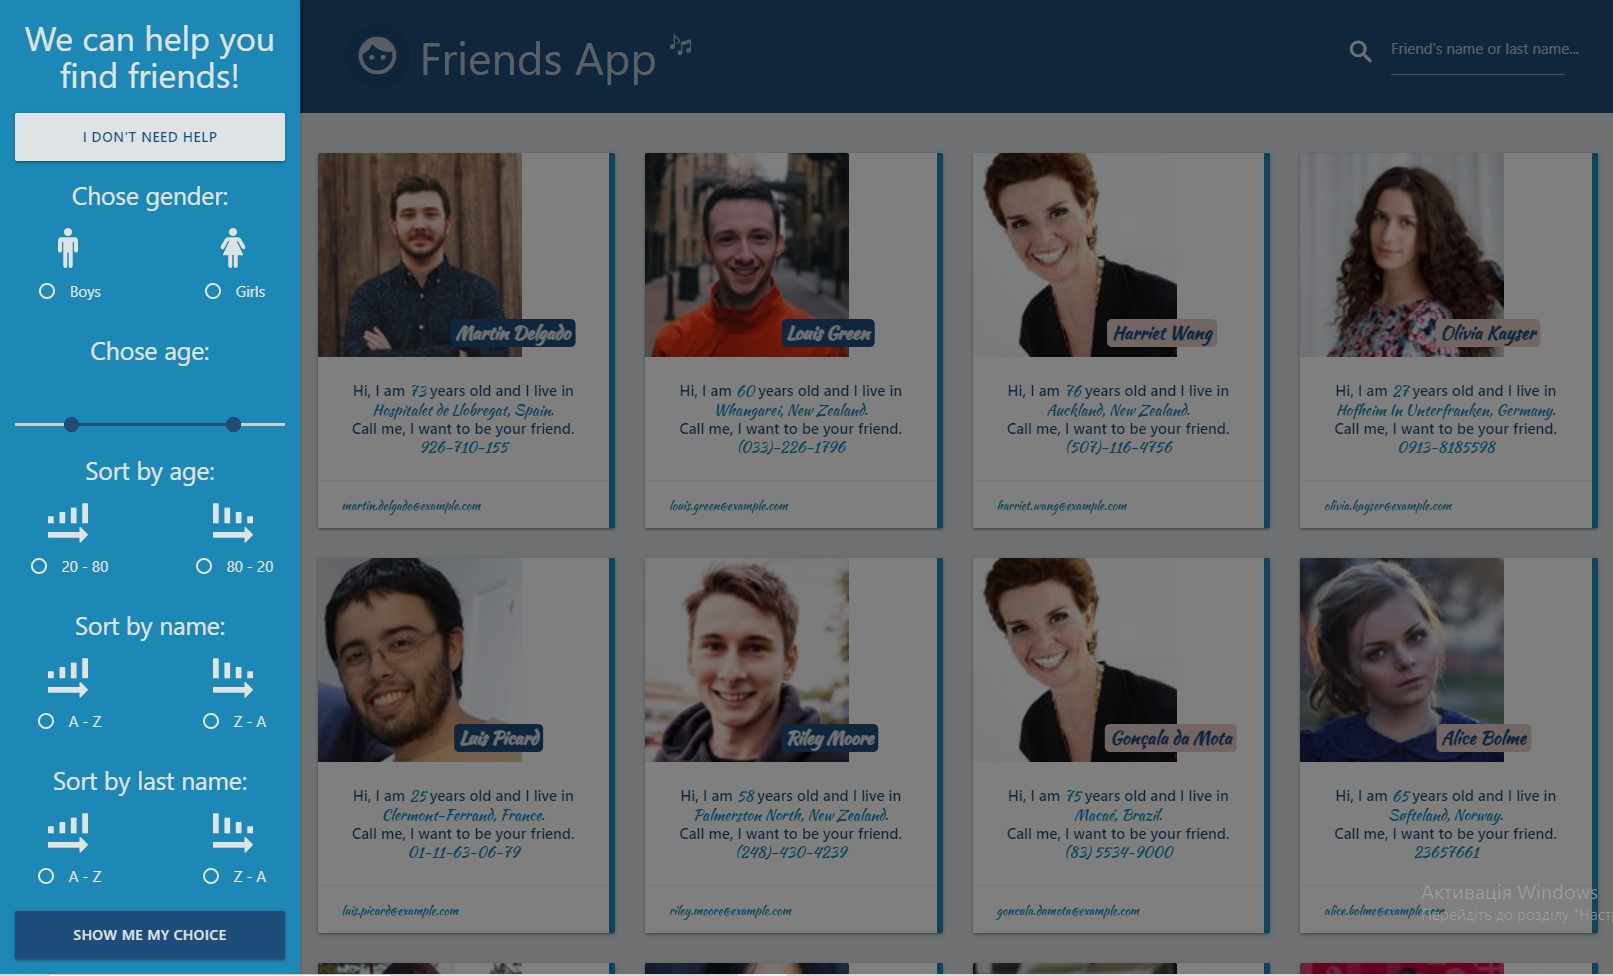 We can help you
find friends!
I DON'T NEED HELP
Chose gender:
Boys
Girls
Chose age:
Sort by age:
20 - 80
80 - 20
Sort by name:
A - Z
Z - A
Sort by last name:
A - Z
Z - A
SHOW ME MY CHOICE
Friends App
Friend's name or last name...
Martin Delgado
Hi, I am 73 years old and I live in
Hospitalet de Llobregat, Spain.
Call me, I want to be your friend.
926-710-155
martin.delgado@example.com
Louis Green
Hi, I am 60 years old and I live in
Whangarei, New Zealand.
Call me, I want to be your friend.
(033)-226-1796
louis.green@example.com
Harriet Wang
Hi, I am 76 years old and I live in
Auckland, New Zealand.
Call me, I want to be your friend.
(507)-116-4756
harriet.wang@example.com
Olivia Kayser
Hi, I am 27 years old and I live in
Hofheim In Unterfranken, Germany.
Call me, I want to be your friend.
0913-8185598
olivia.kayser@example.com
Luis Picard
Hi, I am 25 years old and I live in
Clermont-Ferrand, France.
Call me, I want to be your friend.
01-11-63-06-79
luis.picard@example.com
Riley Moore
Hi, I am 58 years old and I live in
Palmerston North, New Zealand.
Call me, I want to be your friend.
(248)-430-4239
riley.moore@example.com
Gonçala da Mota
Hi, I am 75 years old and I live in
Macaé, Brazil.
Call me, I want to be your friend.
(83) 5534-9000
goncala.damota@example.com
Alice Bolme
Hi, I am 65 years old and I live in
Søfteland, Norway.
Call me, I want to be your friend.
23657661
alice.bolme@example.com
Активація Windows
Перейдіть до розділу "Наст